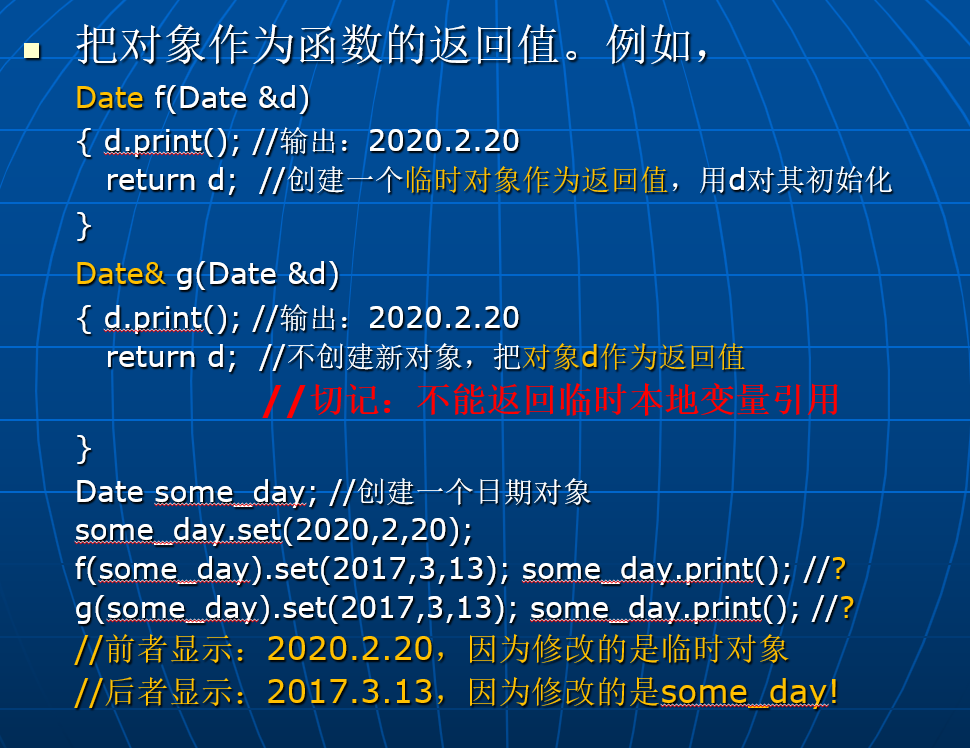 把对象作为函数的返回值。例如，
Date f(Date &d)
{ d.print(); //输出：2020.2.20
return d; //创建一个临时对象作为返回值，用d对其初始化
}
Date& g(Date &d)
{ d.print(); //输出：2020.2.20
return d; //不创建新对象，把对象d作为返回值
//切记：不能返回临时本地变量引用
}
Date some_day; //创建一个日期对象
some_day.set(2020,2,20);
f(some_day).set(2017,3,13); some_day.print(); //?
g(some_day).set(2017,3,13); some_day.print(); //?
//前者显示：2020.2.20，因为修改的是临时对象
//后者显示：2017.3.13，因为修改的是some_day!